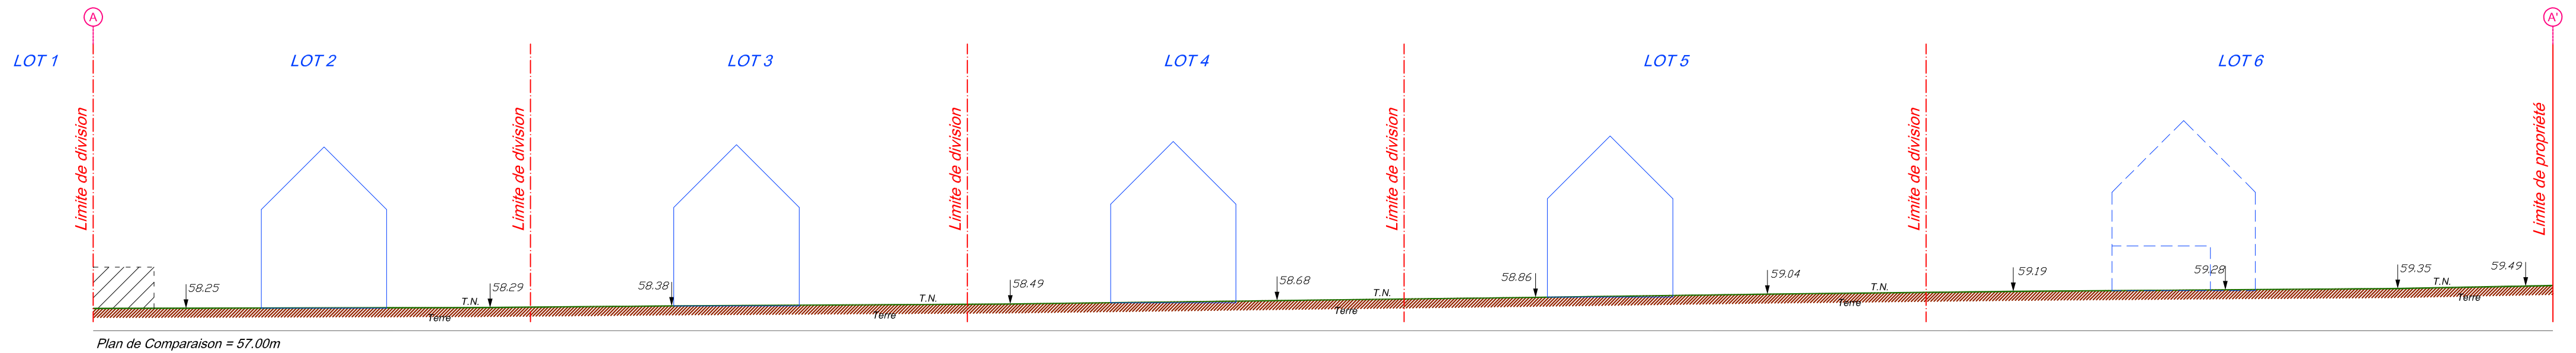 A
A'
LOT 1
LOT 2
LOT 3
LOT 4
LOT 5
LOT 6
Limite de division
Limite de division
Limite de division
Limite de division
Limite de division
Limite de propriété
58.25
58.29
58.38
58.49
58.68
58.86
59.04
59.19
59.28
59.35
59.49
T.N.
T.N.
T.N.
T.N.
T.N.
Terre
Terre
Terre
Terre
Terre
Plan de Comparaison = 57.00m